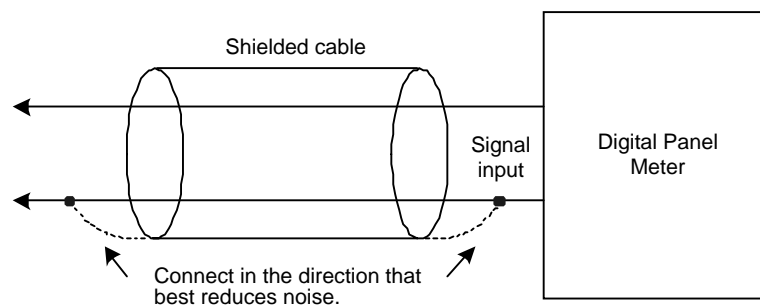 Shielded cable
Signal
input
Digital Panel
Meter
Connect in the direction that
best reduces noise.